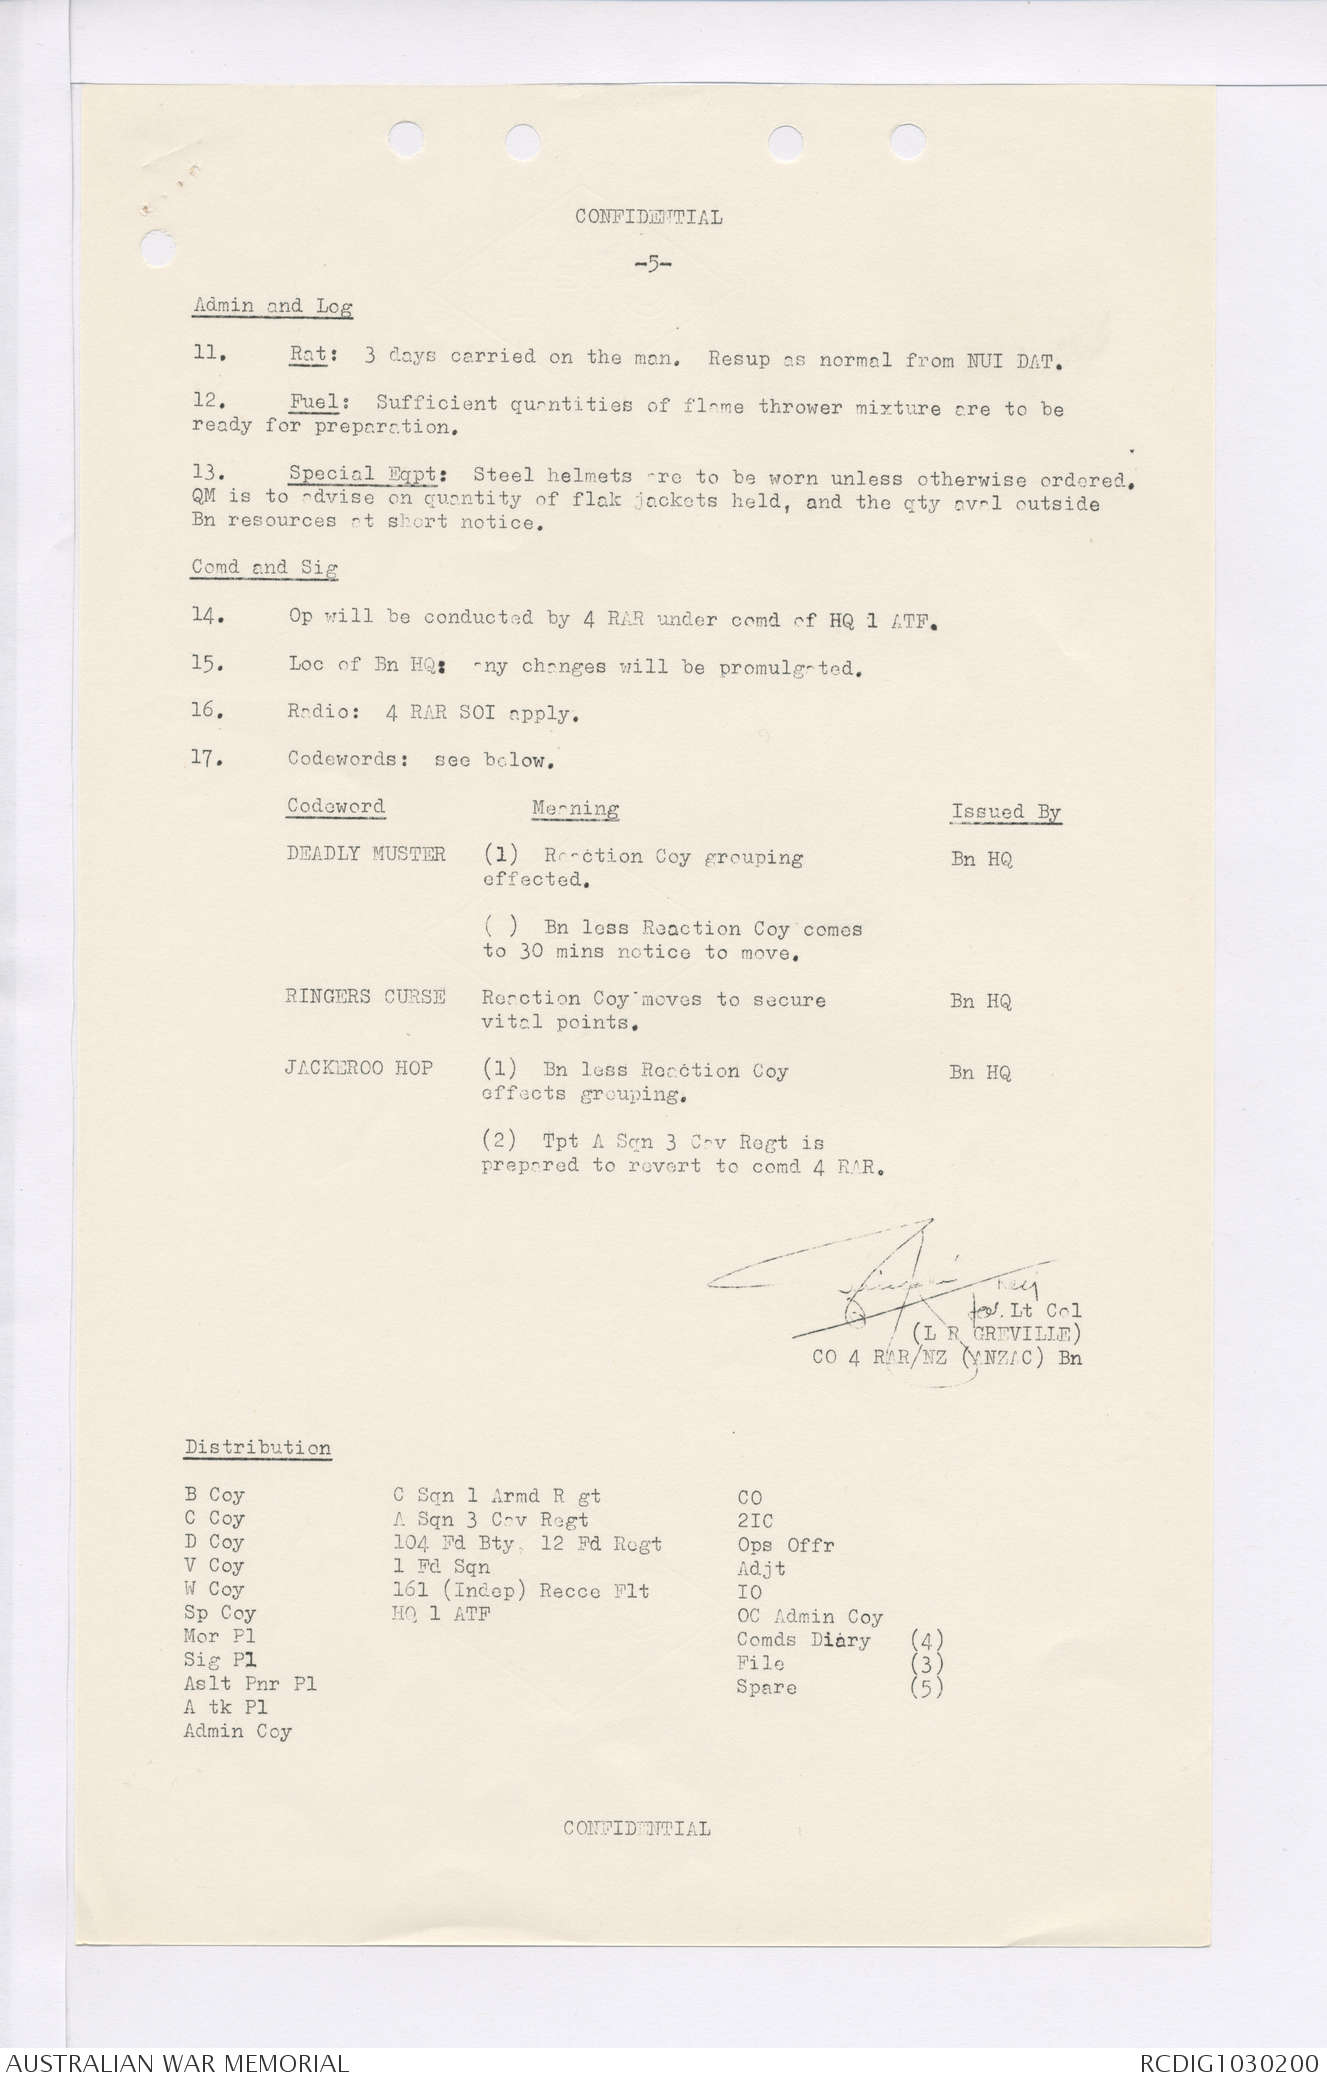 CONFIDENTIAL
-5-
Admin and Log
11. Rat: 3 days carried on the man. Resup as normal from NUI DAT.
12. Fuel: Sufficient quantities of flame thrower mixture are to be
ready for preparation.
13. Special Eqpt: Steel helmets are to be worn unless otherwise ordered.
QM is to advise on quantity of flak jackets held, and the qty aval outside
Bn resources at short notice.
Comd and Sig
14. Op will be conducted by 4 RAR under comd of HQ 1 ATF.
15. Loc of Bn HQ: any changes will be promulgated.
16. Radio: 4 RAR SOI apply.
17. Codewords: see below.
Codeword Meaning Issued By
DEADLY MUSTER (1) Reaction Coy grouping Bn HQ
effected.
( ) Bn less Reaction Coy comes
to 30 mins notice to move.
RINGERS CURSE Reaction Coy moves to secure Bn HQ
vital points.
JACKEROO HOP (1) Bn less Reaction Coy Bn HQ
effects grouping.
(2) Tpt A Sqn 3 Cav Regt is
prepared to revert to comd 4 RAR.
for. Lt Col
(L R GREVILLE)
CO 4 RAR/NZ (ANZAC) Bn
Distribution
B Coy C Sqn 1 Armd R gt CO
C Coy A Sqn 3 Cav Regt 2IC
D Coy 104 Fd Bty, 12 Fd Regt Ops Offr
V Coy 1 Fd Sqn Adjt
W Coy 161 (Indep) Recce Flt IO
Sp Coy HQ 1 ATF OC Admin Coy
Mor Pl Comds Diary (4)
Sig Pl File (3)
Aslt Pnr Pl Spare (5)
A tk Pl
Admin Coy
CONFIDENTIAL
AUSTRALIAN WAR MEMORIAL RCDIG1030200